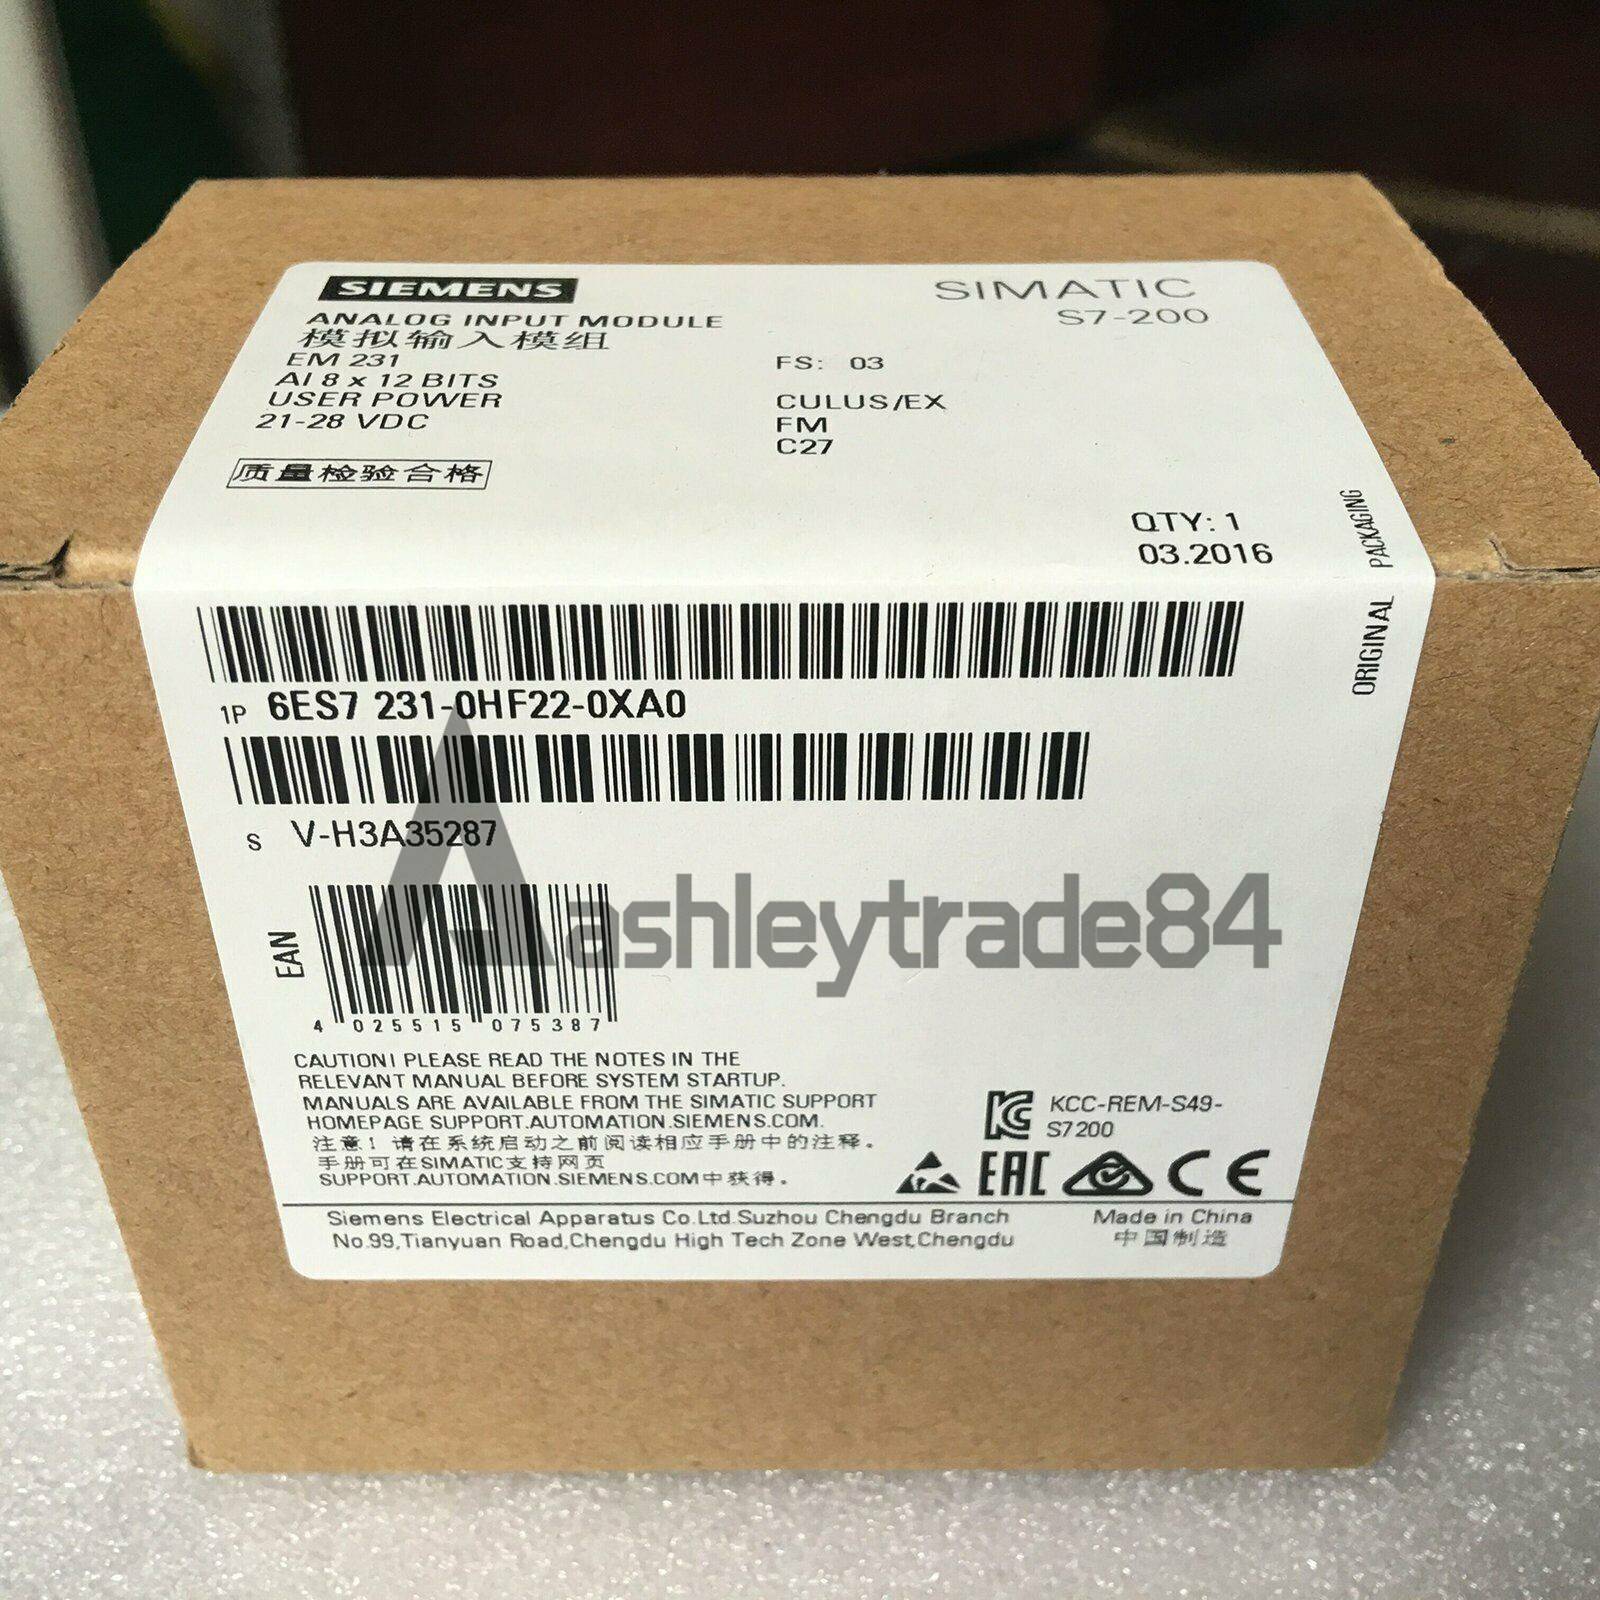 SIEMENS
SIMATIC
S7-200
ANALOG INPUT MODULE
模拟输入模组
EM 231
AI 8 x 12 BITS
USER POWER
21-28 VDC
FS: 03
CULUS/EX
FM
C27
质量检验合格
QTY: 1
03.2016
ORIGINAL PACKAGING
1P 6ES7 231-0HF22-0XA0
S V-H3A35287
Aashleytrade84
EAN
4 025515 075387
CAUTION! PLEASE READ THE NOTES IN THE
RELEVANT MANUAL BEFORE SYSTEM STARTUP.
MANUALS ARE AVAILABLE FROM THE SIMATIC SUPPORT
HOMEPAGE SUPPORT.AUTOMATION.SIEMENS.COM.
注意！请在系统启动之前阅读相应手册中的注释。
手册可在SIMATIC支持网页
SUPPORT.AUTOMATION.SIEMENS.COM中获得。
KCC-REM-S49-
S7200
EAC CE
Siemens Electrical Apparatus Co.Ltd.Suzhou Chengdu Branch
No.99,Tianyuan Road,Chengdu High Tech Zone West,Chengdu
Made in China
中国制造